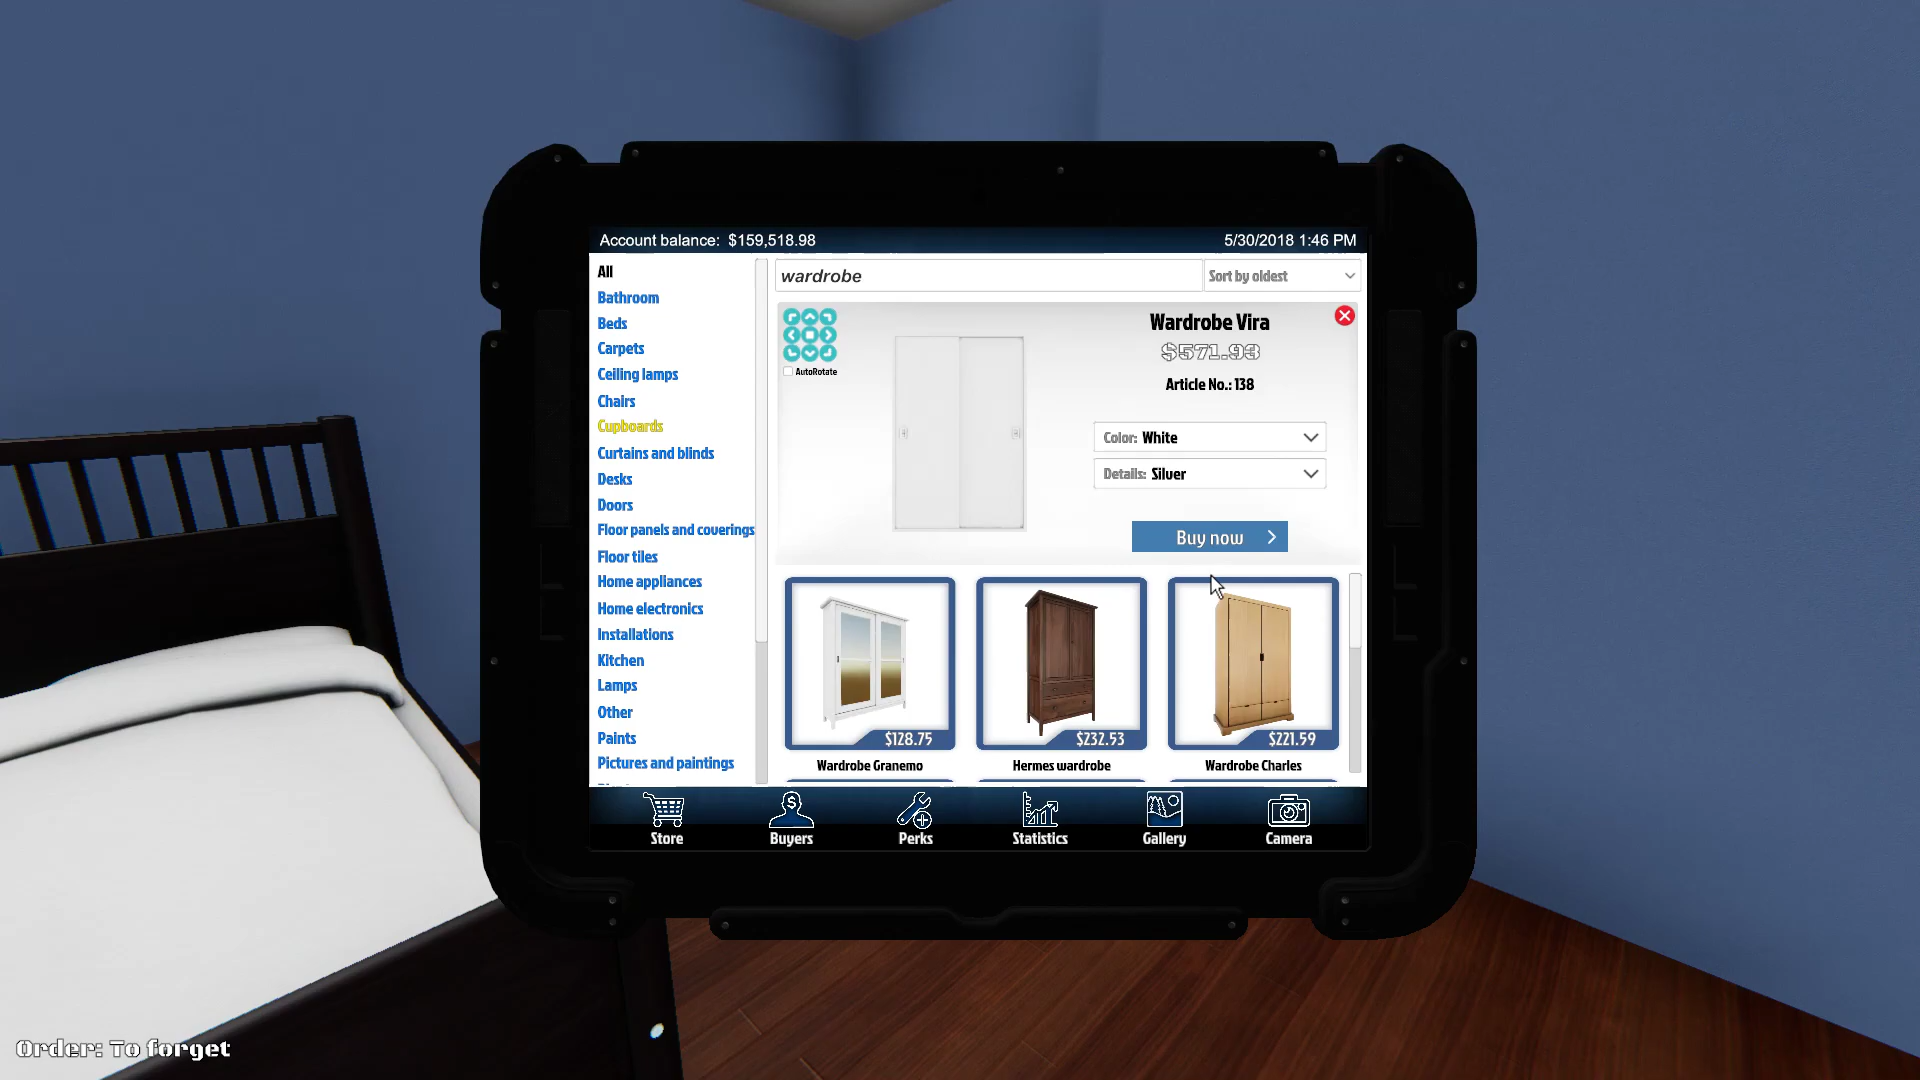 Account balance: $159,518.98
5/30/2018 1:46 PM
All
Bathroom
Beds
Carpets
Ceiling lamps
Chairs
Cupboards
Curtains and blinds
Desks
Doors
Floor panels and coverings
Floor tiles
Home appliances
Home electronics
Installations
Kitchen
Lamps
Other
Paints
Pictures and paintings
wardrobe
Sort by oldest
AutoRotate
Wardrobe Vira
$571.93
Article No.: 138
Color: White
Details: Silver
Buy now
$128.75
Wardrobe Granemo
$232.53
Hermes wardrobe
$221.59
Wardrobe Charles
Store
Buyers
Perks
Statistics
Gallery
Camera
Order: To forget